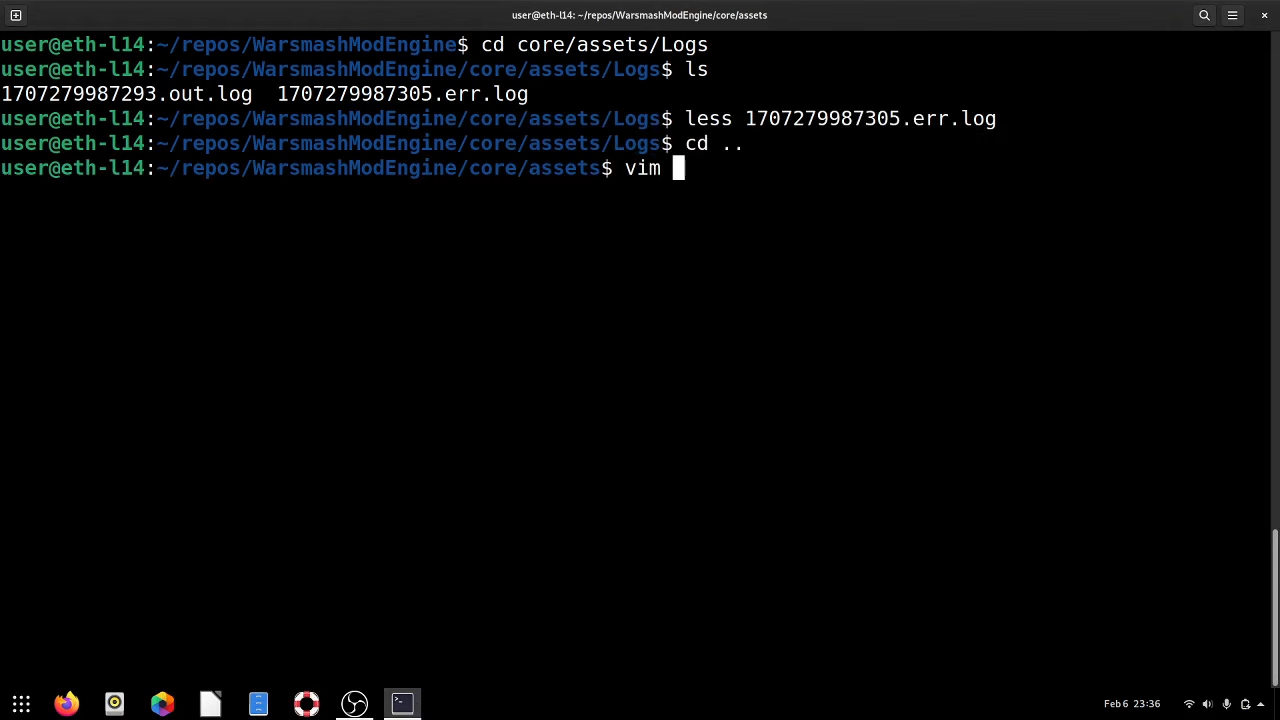 user@eth-l14: ~/repos/WarsmashModEngine/core/assets
user@eth-l14:~/repos/WarsmashModEngine$ cd core/assets/Logs
user@eth-l14:~/repos/WarsmashModEngine/core/assets/Logs$ ls
1707279987293.out.log  1707279987305.err.log
user@eth-l14:~/repos/WarsmashModEngine/core/assets/Logs$ less 1707279987305.err.log
user@eth-l14:~/repos/WarsmashModEngine/core/assets/Logs$ cd ..
user@eth-l14:~/repos/WarsmashModEngine/core/assets$ vim
Feb 6 23:36